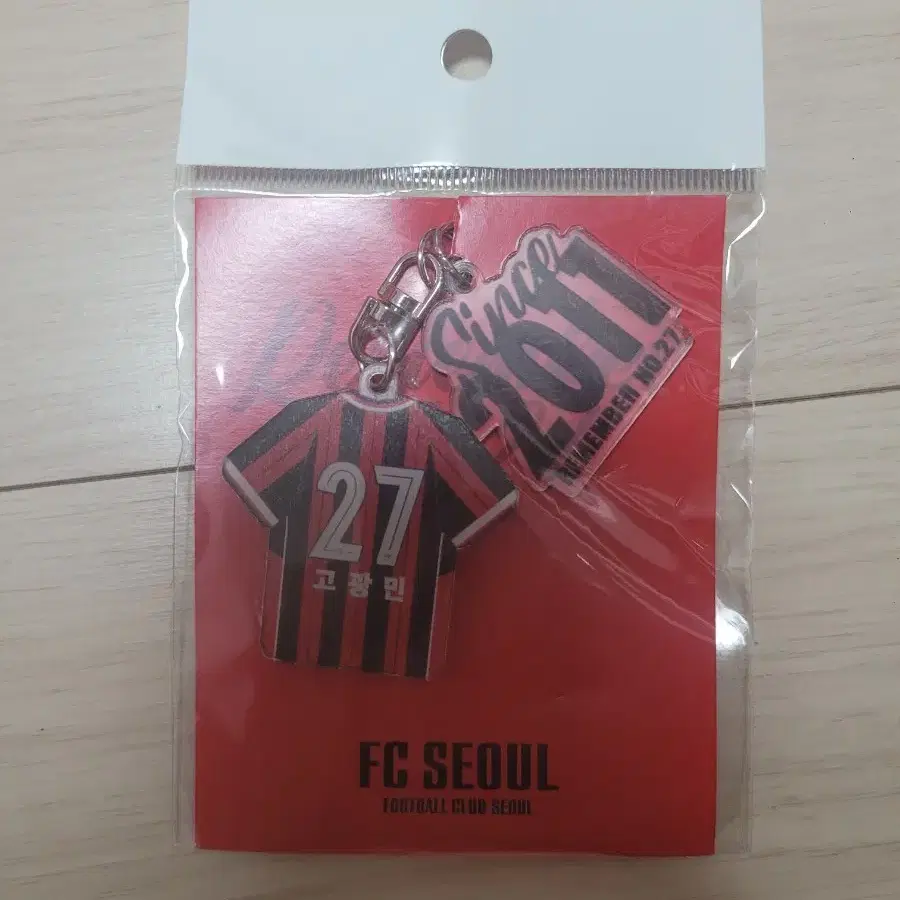 Since
2011
REMEMBER NO.27
27
고광민
FC SEOUL
FOOTBALL CLUB SEOUL